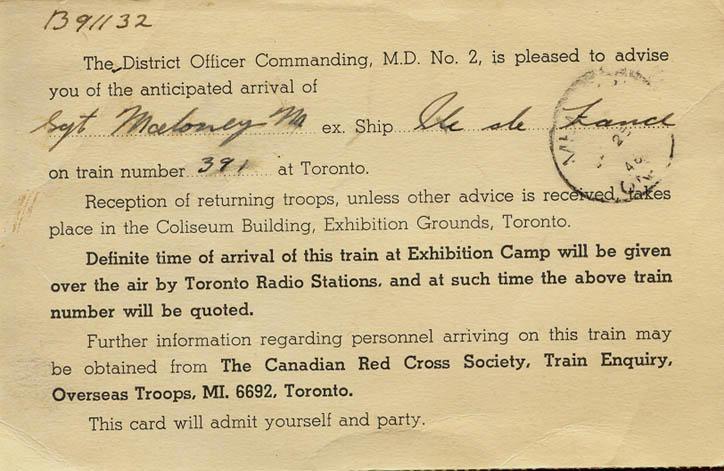 B91132
The District Officer Commanding, M.D. No. 2, is pleased to advise
you of the anticipated arrival of
Sgt Maloney M ex. Ship Ile de France
on train number 391 at Toronto.
Reception of returning troops, unless other advice is received, takes
place in the Coliseum Building, Exhibition Grounds, Toronto.
Definite time of arrival of this train at Exhibition Camp will be given
over the air by Toronto Radio Stations, and at such time the above train
number will be quoted.
Further information regarding personnel arriving on this train may
be obtained from The Canadian Red Cross Society, Train Enquiry,
Overseas Troops, MI. 6692, Toronto.
This card will admit yourself and party.